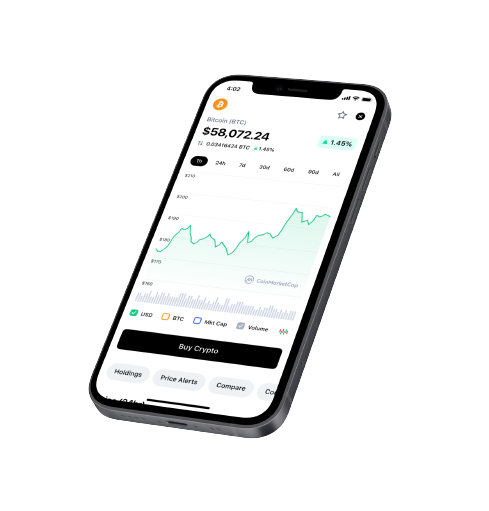 4:02
Bitcoin (BTC)
$58,072.24
1.45%
0.03416424 BTC 1.45%
1h 24h 7d 30d 60d 90d All
$210
$200
$190
$180
$170
$160
CoinMarketCap
USD BTC Mkt Cap Volume
Buy Crypto
Holdings Price Alerts Compare